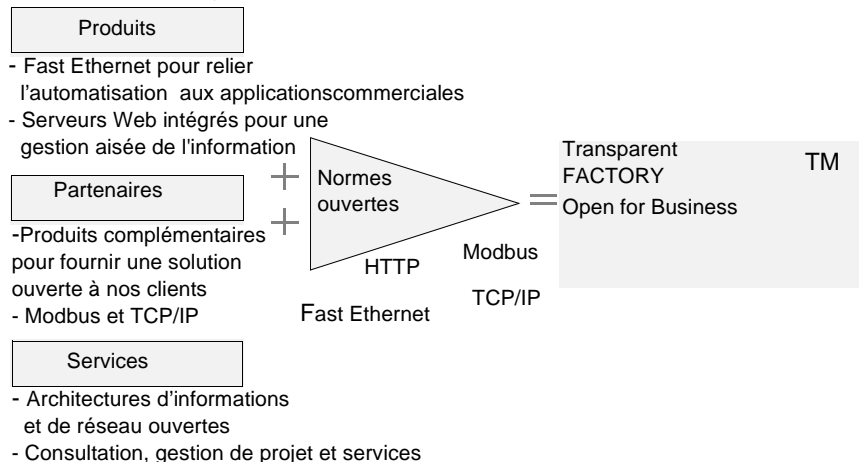 Produits
- Fast Ethernet pour relier
l'automatisation aux applicationscommerciales
- Serveurs Web intégrés pour une
gestion aisée de l'information
Partenaires
-Produits complémentaires
pour fournir une solution
ouverte à nos clients
- Modbus et TCP/IP
Services
- Architectures d'informations
et de réseau ouvertes
- Consultation, gestion de projet et services
+
+
Normes
ouvertes
HTTP
Fast Ethernet
Modbus
TCP/IP
=
Transparent
FACTORY
Open for Business
TM